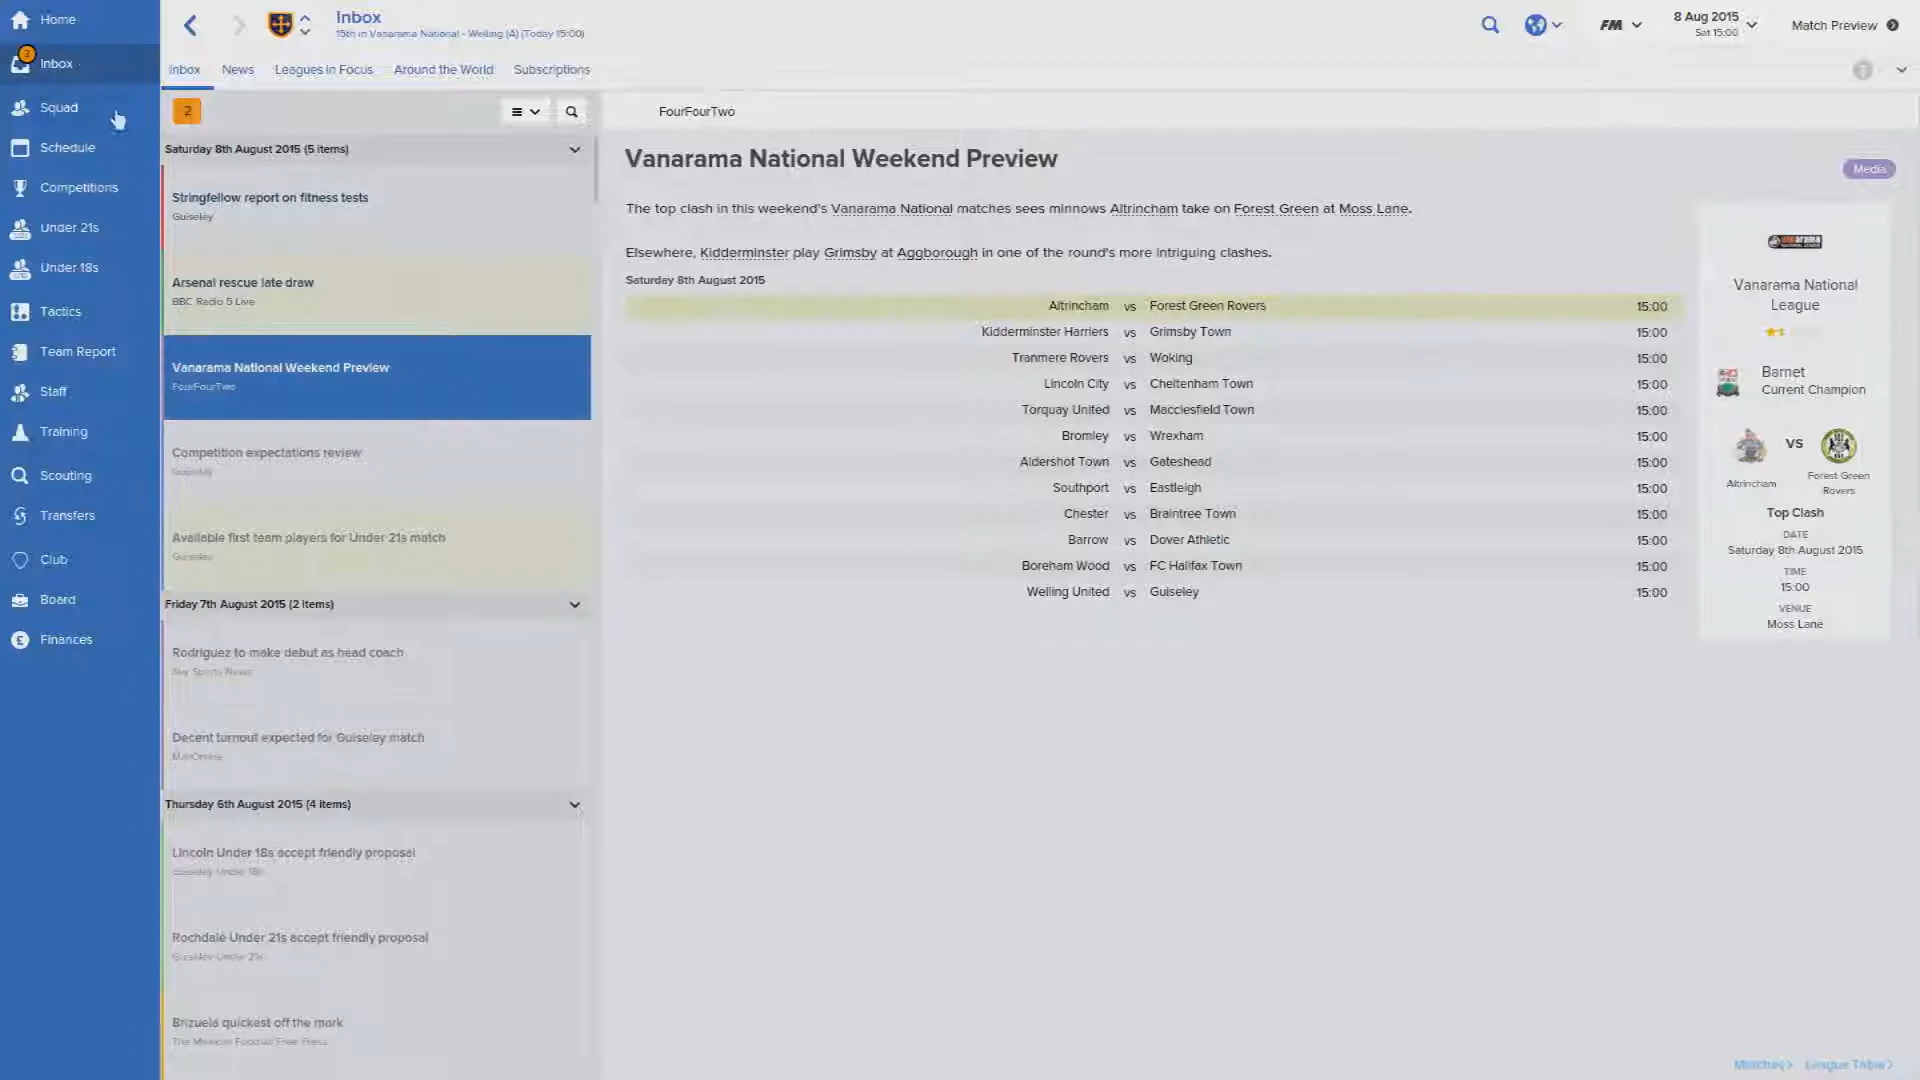 Home
Inbox
3
Squad
Schedule
Competitions
Under 21s
Under 18s
Tactics
Team Report
Staff
Training
Scouting
Transfers
Club
Board
Finances
Inbox
15th in Vanarama National - Welling (A) (Today 15:00)
FM
8 Aug 2015
Sat 15:00
Match Preview
Inbox News Leagues in Focus Around the World Subscriptions
2
Saturday 8th August 2015 (5 items)
Stringfellow report on fitness tests
Guiseley
Arsenal rescue late draw
BBC Radio 5 Live
Vanarama National Weekend Preview
FourFourTwo
Competition expectations review
Guiseley
Available first team players for Under 21s match
Guiseley
Friday 7th August 2015 (2 items)
Rodriguez to make debut as head coach
Sky Sports News
Decent turnout expected for Guiseley match
Thursday 6th August 2015 (4 items)
Lincoln Under 18s accept friendly proposal
Guiseley Under 18s
Rochdale Under 21s accept friendly proposal
Guiseley Under 21s
Brizuela quickest off the mark
The Mexican Football Free Press
FourFourTwo
Vanarama National Weekend Preview
Media
The top clash in this weekend's Vanarama National matches sees minnows Altrincham take on Forest Green at Moss Lane.
Elsewhere, Kidderminster play Grimsby at Aggborough in one of the round's more intriguing clashes.
Saturday 8th August 2015
Altrincham vs Forest Green Rovers 15:00
Kidderminster Harriers vs Grimsby Town 15:00
Tranmere Rovers vs Woking 15:00
Lincoln City vs Cheltenham Town 15:00
Torquay United vs Macclesfield Town 15:00
Bromley vs Wrexham 15:00
Aldershot Town vs Gateshead 15:00
Southport vs Eastleigh 15:00
Chester vs Braintree Town 15:00
Barrow vs Dover Athletic 15:00
Boreham Wood vs FC Halifax Town 15:00
Welling United vs Guiseley 15:00
Vanarama National
League
Barnet
Current Champion
VS
Altrincham
Forest Green
Rovers
Top Clash
DATE
Saturday 8th August 2015
TIME
15:00
VENUE
Moss Lane
Matches> League Table>